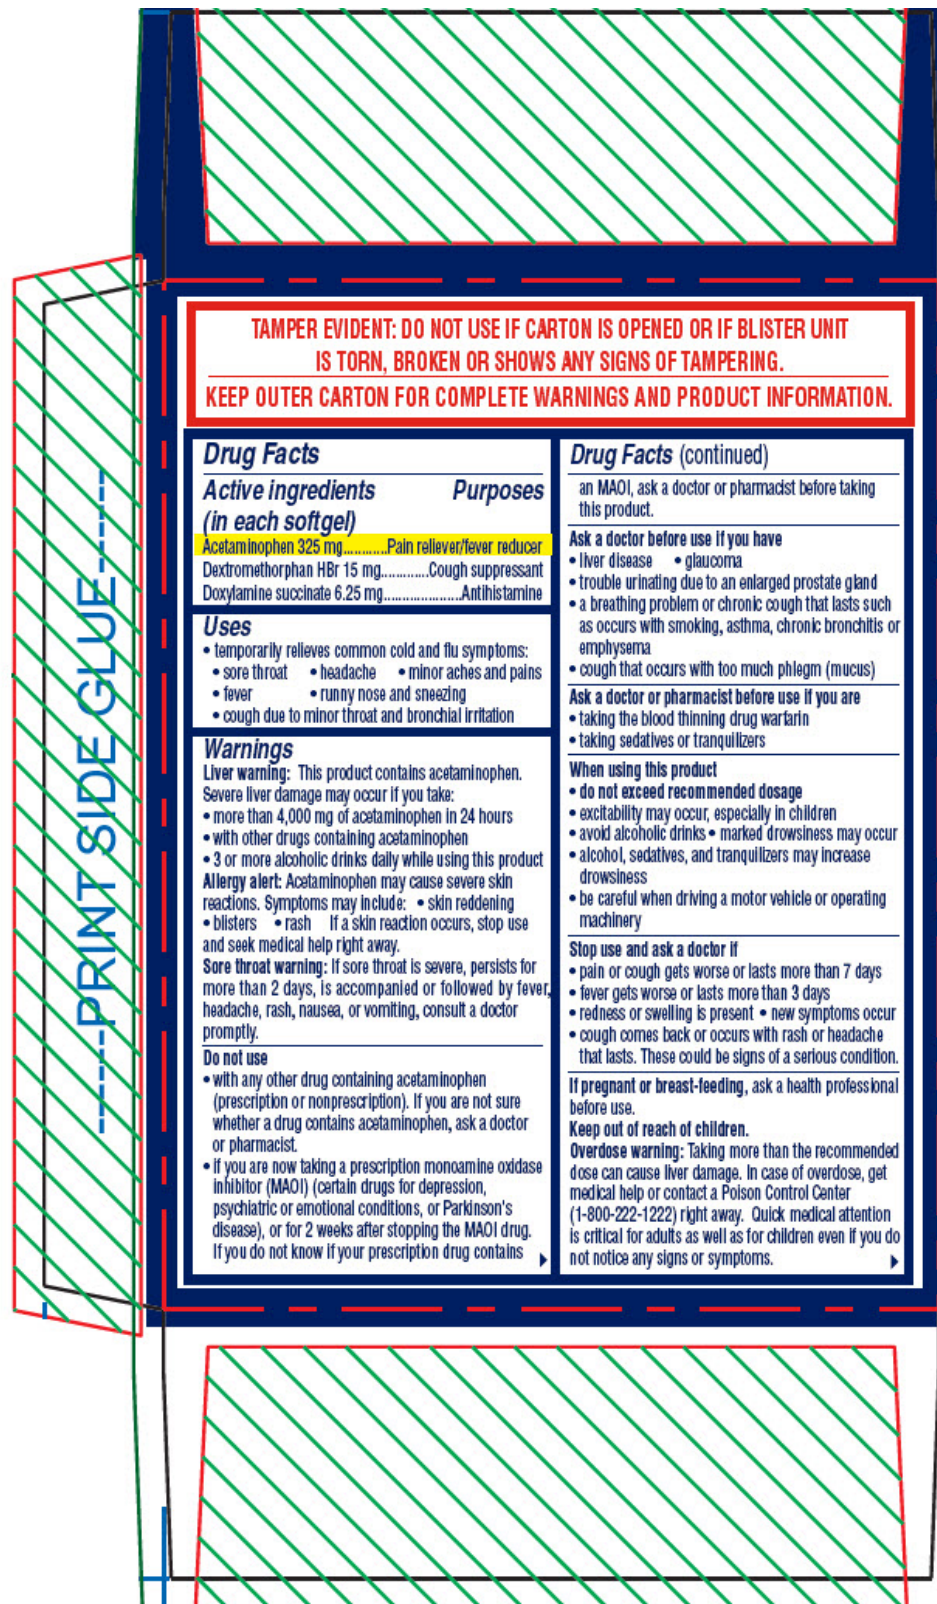 TAMPER EVIDENT: DO NOT USE IF CARTON IS OPENED OR IF BLISTER UNIT
IS TORN, BROKEN OR SHOWS ANY SIGNS OF TAMPERING.
KEEP OUTER CARTON FOR COMPLETE WARNINGS AND PRODUCT INFORMATION.
------PRINT SIDE GLUE------
Drug Facts
Active ingredients Purposes
(in each softgel)
Acetaminophen 325 mg............Pain reliever/fever reducer
Dextromethorphan HBr 15 mg.............Cough suppressant
Doxylamine succinate 6.25 mg.....................Antihistamine
Uses
• temporarily relieves common cold and flu symptoms:
• sore throat • headache • minor aches and pains
• fever • runny nose and sneezing
• cough due to minor throat and bronchial irritation
Warnings
Liver warning: This product contains acetaminophen.
Severe liver damage may occur if you take:
• more than 4,000 mg of acetaminophen in 24 hours
• with other drugs containing acetaminophen
• 3 or more alcoholic drinks daily while using this product
Allergy alert: Acetaminophen may cause severe skin
reactions. Symptoms may include: • skin reddening
• blisters • rash If a skin reaction occurs, stop use
and seek medical help right away.
Sore throat warning: If sore throat is severe, persists for
more than 2 days, is accompanied or followed by fever,
headache, rash, nausea, or vomiting, consult a doctor
promptly.
Do not use
• with any other drug containing acetaminophen
(prescription or nonprescription). If you are not sure
whether a drug contains acetaminophen, ask a doctor
or pharmacist.
• if you are now taking a prescription monoamine oxidase
inhibitor (MAOI) (certain drugs for depression,
psychiatric or emotional conditions, or Parkinson's
disease), or for 2 weeks after stopping the MAOI drug.
If you do not know if your prescription drug contains
Drug Facts (continued)
an MAOI, ask a doctor or pharmacist before taking
this product.
Ask a doctor before use if you have
• liver disease • glaucoma
• trouble urinating due to an enlarged prostate gland
• a breathing problem or chronic cough that lasts such
as occurs with smoking, asthma, chronic bronchitis or
emphysema
• cough that occurs with too much phlegm (mucus)
Ask a doctor or pharmacist before use if you are
• taking the blood thinning drug warfarin
• taking sedatives or tranquilizers
When using this product
• do not exceed recommended dosage
• excitability may occur, especially in children
• avoid alcoholic drinks • marked drowsiness may occur
• alcohol, sedatives, and tranquilizers may increase
drowsiness
• be careful when driving a motor vehicle or operating
machinery
Stop use and ask a doctor if
• pain or cough gets worse or lasts more than 7 days
• fever gets worse or lasts more than 3 days
• redness or swelling is present • new symptoms occur
• cough comes back or occurs with rash or headache
that lasts. These could be signs of a serious condition.
If pregnant or breast-feeding, ask a health professional
before use.
Keep out of reach of children.
Overdose warning: Taking more than the recommended
dose can cause liver damage. In case of overdose, get
medical help or contact a Poison Control Center
(1-800-222-1222) right away. Quick medical attention
is critical for adults as well as for children even if you do
not notice any signs or symptoms.